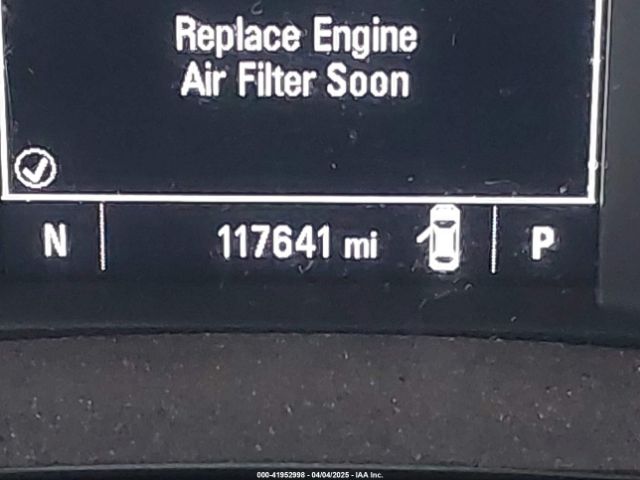 Replace Engine
Air Filter Soon
N 117641 mi P
000-41952998 - 04/04/2025 - IAA Inc.